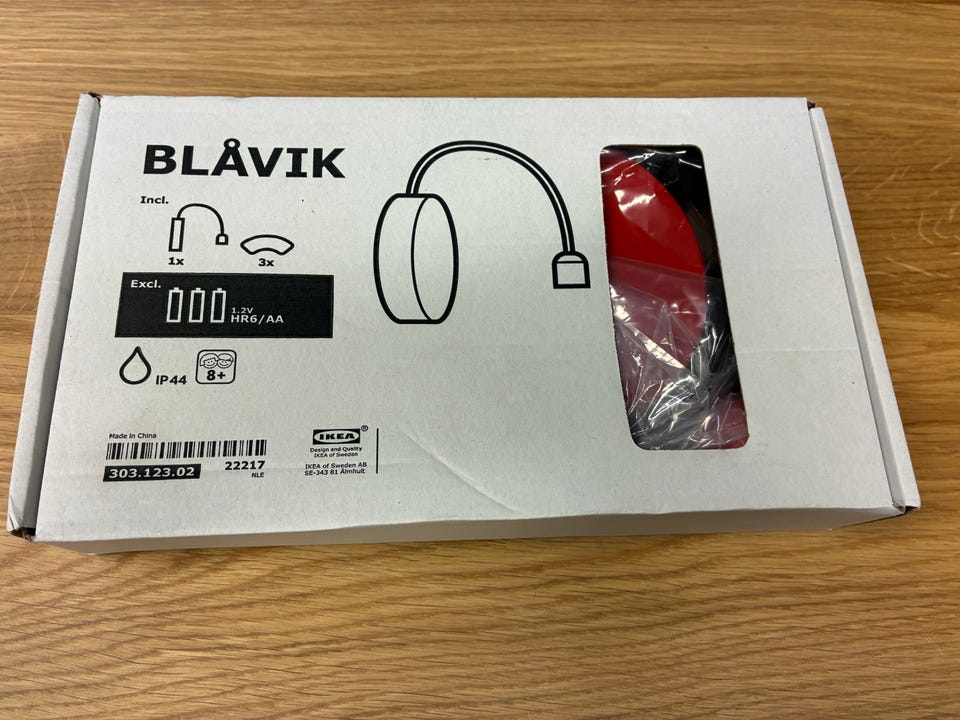 BLÅVIK
Incl.
1x
3x
Excl.
1.2V
HR6/AA
IP44
8+
Made in China
303.123.02
22217
NLE
IKEA®
Design and Quality
IKEA of Sweden
IKEA of Sweden AB
SE-343 81 Älmhult